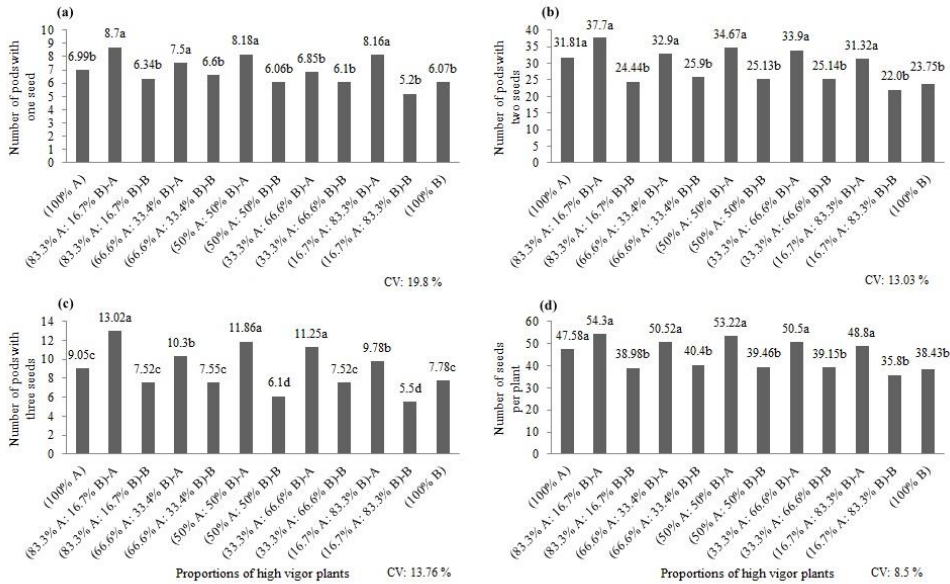 (a)
Number of pods with
one seed
10
9
8
7
6
5
4
3
2
1
0
6.99b
8.7a
6.34b
7.5a
6.6b
8.18a
6.06b
6.85b
6.1b
8.16a
5.2b
6.07b
(100% A)
(83.3% A: 16.7% B)-A
(83.3% A: 16.7% B)-B
(66.6% A: 33.4% B)-A
(66.6% A: 33.4% B)-B
(50% A: 50% B)-A
(50% A: 50% B)-B
(33.3% A: 66.6% B)-A
(33.3% A: 66.6% B)-B
(16.7% A: 83.3% B)-A
(16.7% A: 83.3% B)-B
(100% B)
CV: 19.8 %
(b)
Number of pods with
two seeds
40
35
30
25
20
15
10
5
0
31.81a
37.7a
24.44b
32.9a
25.9b
34.67a
25.13b
33.9a
25.14b
31.32a
22.0b
23.75b
(100% A)
(83.3% A: 16.7% B)-A
(83.3% A: 16.7% B)-B
(66.6% A: 33.4% B)-A
(66.6% A: 33.4% B)-B
(50% A: 50% B)-A
(50% A: 50% B)-B
(33.3% A: 66.6% B)-A
(33.3% A: 66.6% B)-B
(16.7% A: 83.3% B)-A
(16.7% A: 83.3% B)-B
(100% B)
CV: 13.03 %
(c)
Number of pods with
three seeds
14
12
10
8
6
4
2
0
9.05c
13.02a
7.52c
10.3b
7.55c
11.86a
6.1d
11.25a
7.52c
9.78b
5.5d
7.78c
(100% A)
(83.3% A: 16.7% B)-A
(83.3% A: 16.7% B)-B
(66.6% A: 33.4% B)-A
(66.6% A: 33.4% B)-B
(50% A: 50% B)-A
(50% A: 50% B)-B
(33.3% A: 66.6% B)-A
(33.3% A: 66.6% B)-B
(16.7% A: 83.3% B)-A
(16.7% A: 83.3% B)-B
(100% B)
Proportions of high vigor plants
CV: 13.76 %
(d)
Number of seeds
per plant
60
50
40
30
20
10
0
47.58a
54.3a
38.98b
50.52a
40.4b
53.22a
39.46b
50.5a
39.15b
48.8a
35.8b
38.43b
(100% A)
(83.3% A: 16.7% B)-A
(83.3% A: 16.7% B)-B
(66.6% A: 33.4% B)-A
(66.6% A: 33.4% B)-B
(50% A: 50% B)-A
(50% A: 50% B)-B
(33.3% A: 66.6% B)-A
(33.3% A: 66.6% B)-B
(16.7% A: 83.3% B)-A
(16.7% A: 83.3% B)-B
(100% B)
Proportions of high vigor plants
CV: 8.5 %